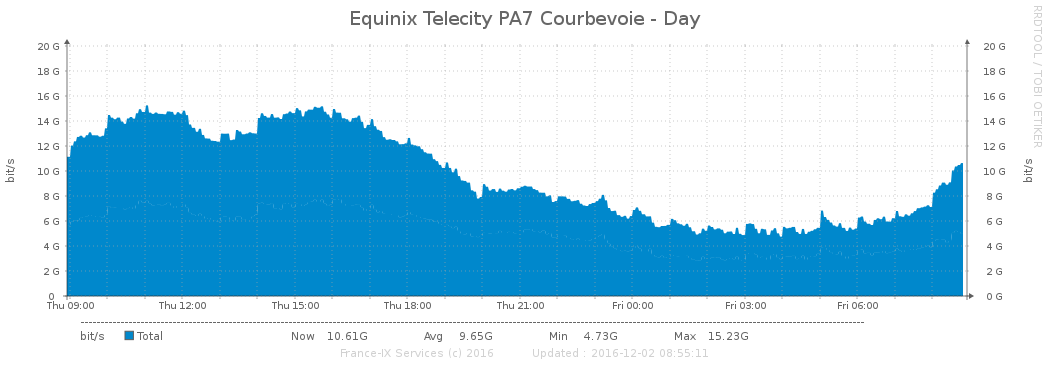 Equinix Telecity PA7 Courbevoie - Day
RRDTOOL / TOBI OETIKER
bit/s
bit/s
20 G 20 G
18 G 18 G
16 G 16 G
14 G 14 G
12 G 12 G
10 G 10 G
8 G 8 G
6 G 6 G
4 G 4 G
2 G 2 G
0 0 G
Thu 09:00 Thu 12:00 Thu 15:00 Thu 18:00 Thu 21:00 Fri 00:00 Fri 03:00 Fri 06:00
bit/s Total Now 10.61G Avg 9.65G Min 4.73G Max 15.23G
France-IX Services (c) 2016 Updated : 2016-12-02 08:55:11